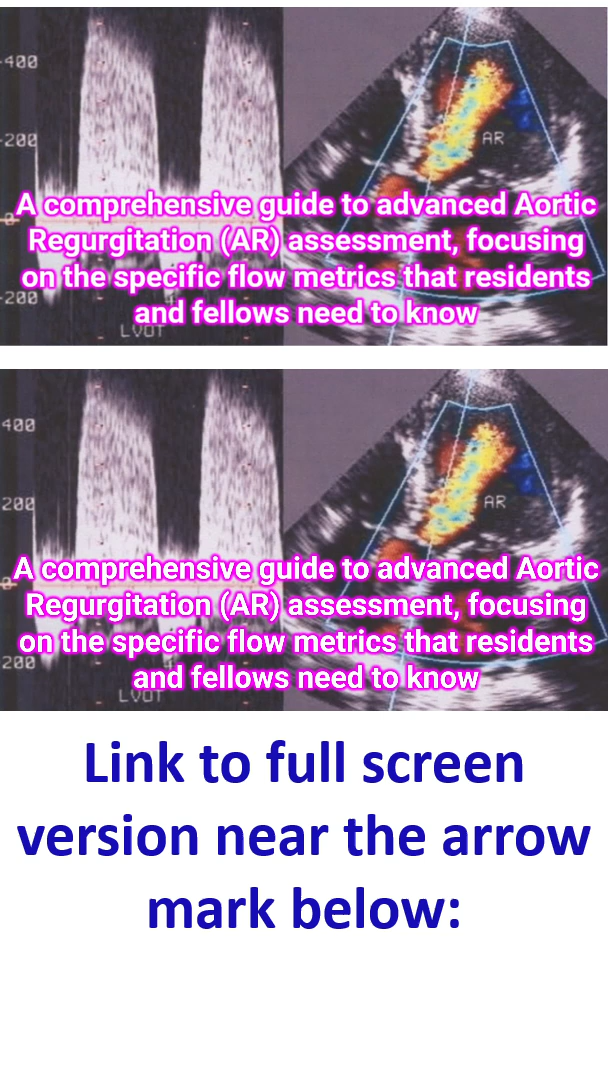 -400
-200
AR
A comprehensive guide to advanced Aortic
0
Regurgitation (AR) assessment, focusing
on the specific flow metrics that residents
-200
and fellows need to know
LVOT
400
200
AR
A comprehensive guide to advanced Aortic
0
Regurgitation (AR) assessment, focusing
on the specific flow metrics that residents
200
and fellows need to know
LVOT
Link to full screen
version near the arrow
mark below: